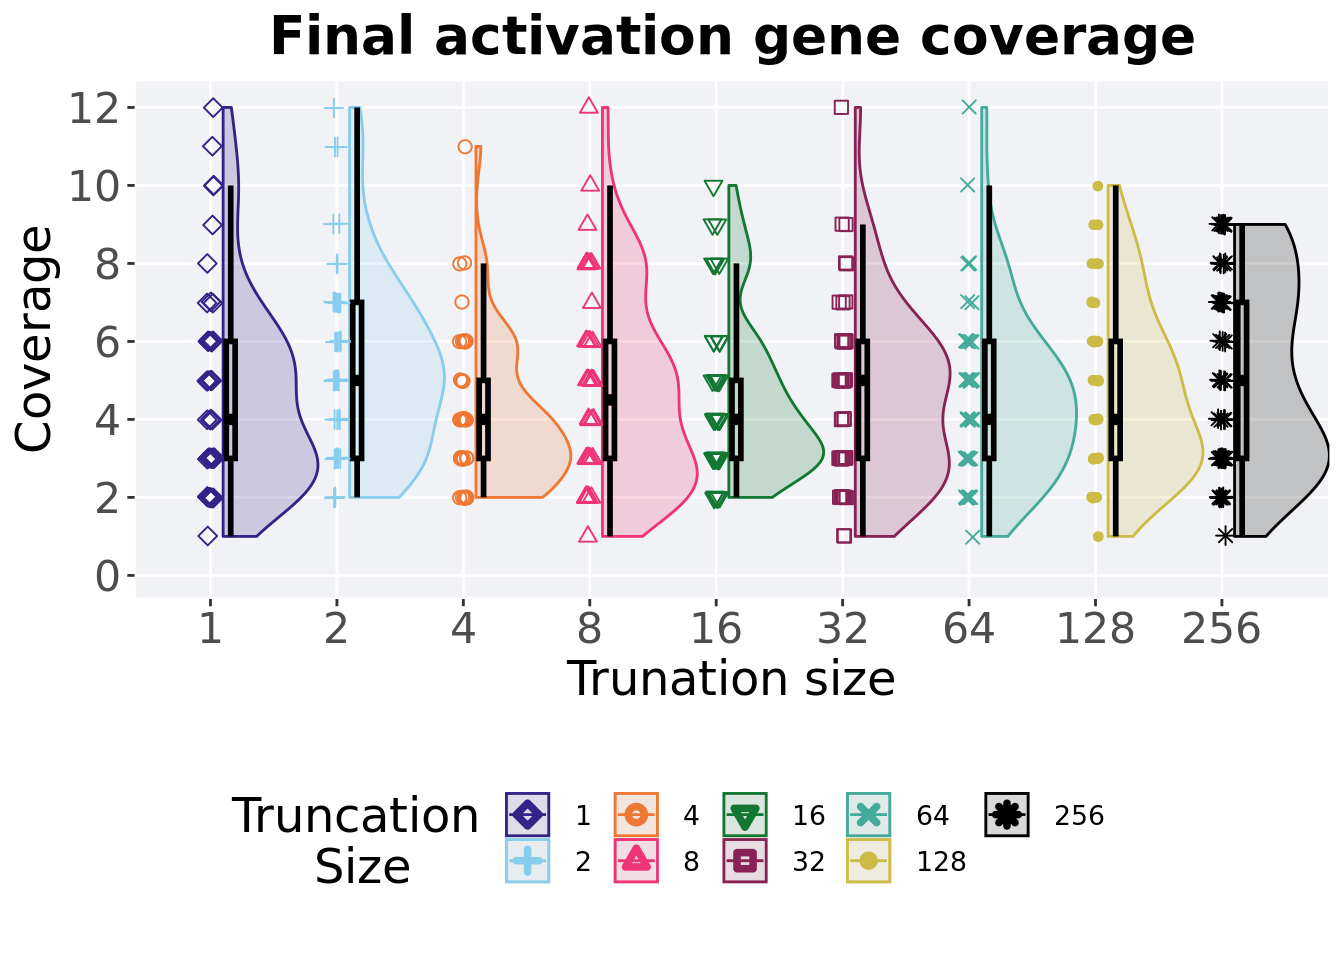 Final activation gene coverage
12
10
8
6
4
2
0
Coverage
1 2 4 8 16 32 64 128 256
Trunation size
Truncation
Size
1 4 16 64 256
2 8 32 128